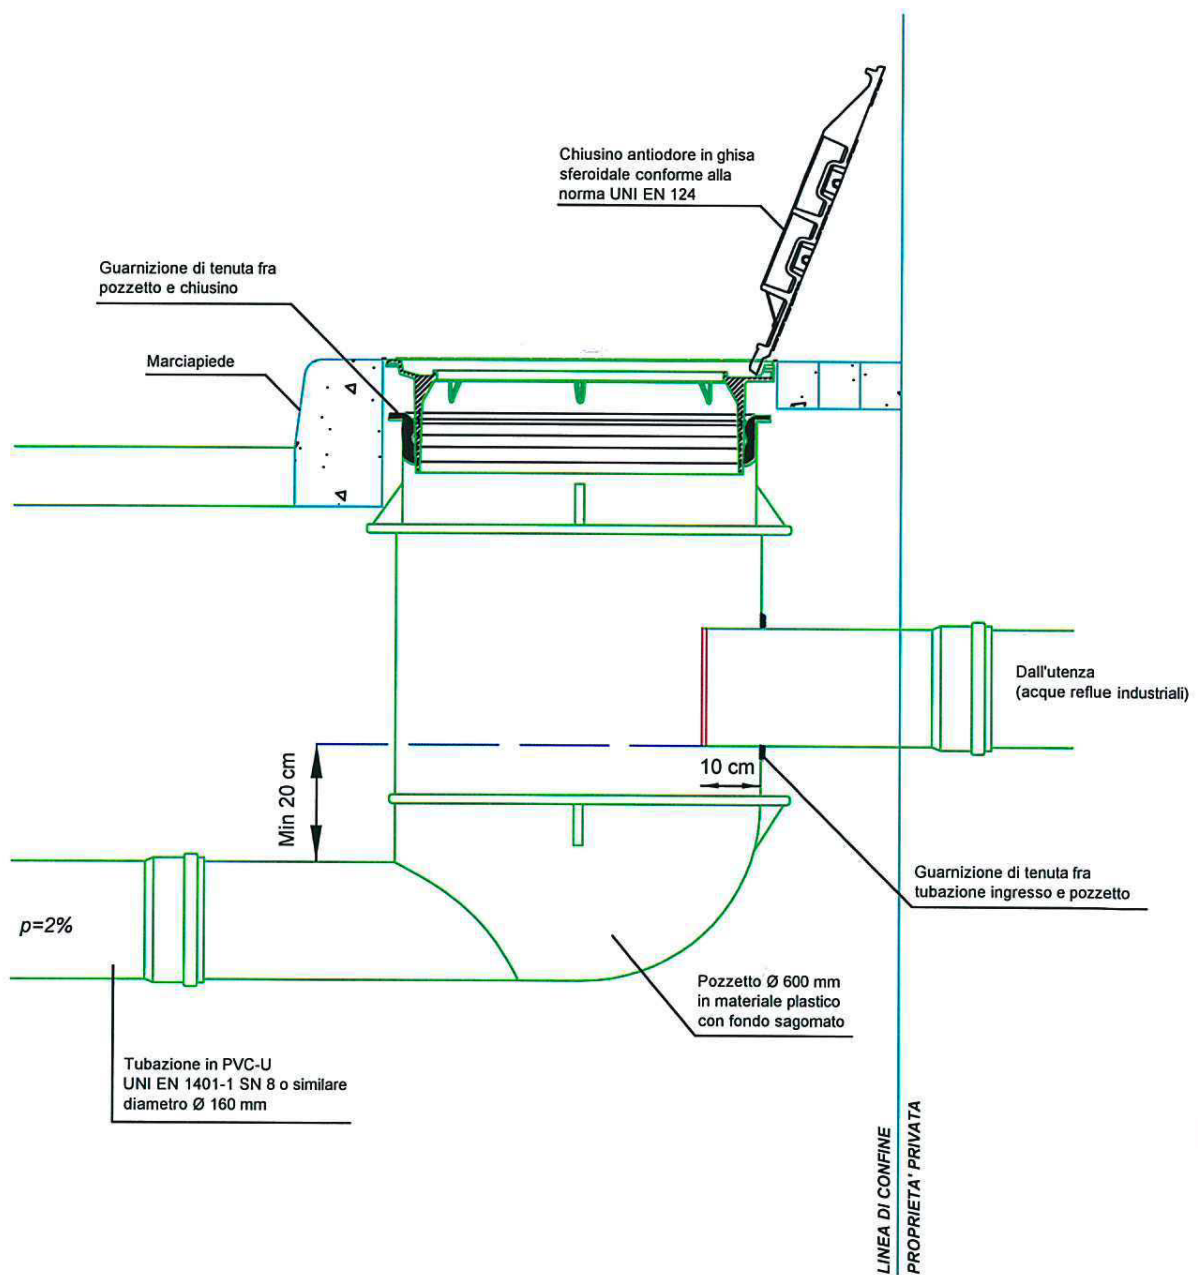 Chiusino antiodore in ghisa
sferoidale conforme alla
norma UNI EN 124
Guarnizione di tenuta fra
pozzetto e chiusino
Marciapiede
Dall'utenza
(acque reflue industriali)
10 cm
Min 20 cm
Guarnizione di tenuta fra
tubazione ingresso e pozzetto
p=2%
Pozzetto Ø 600 mm
in materiale plastico
con fondo sagomato
Tubazione in PVC-U
UNI EN 1401-1 SN 8 o similare
diametro Ø 160 mm
LINEA DI CONFINE
PROPRIETA' PRIVATA